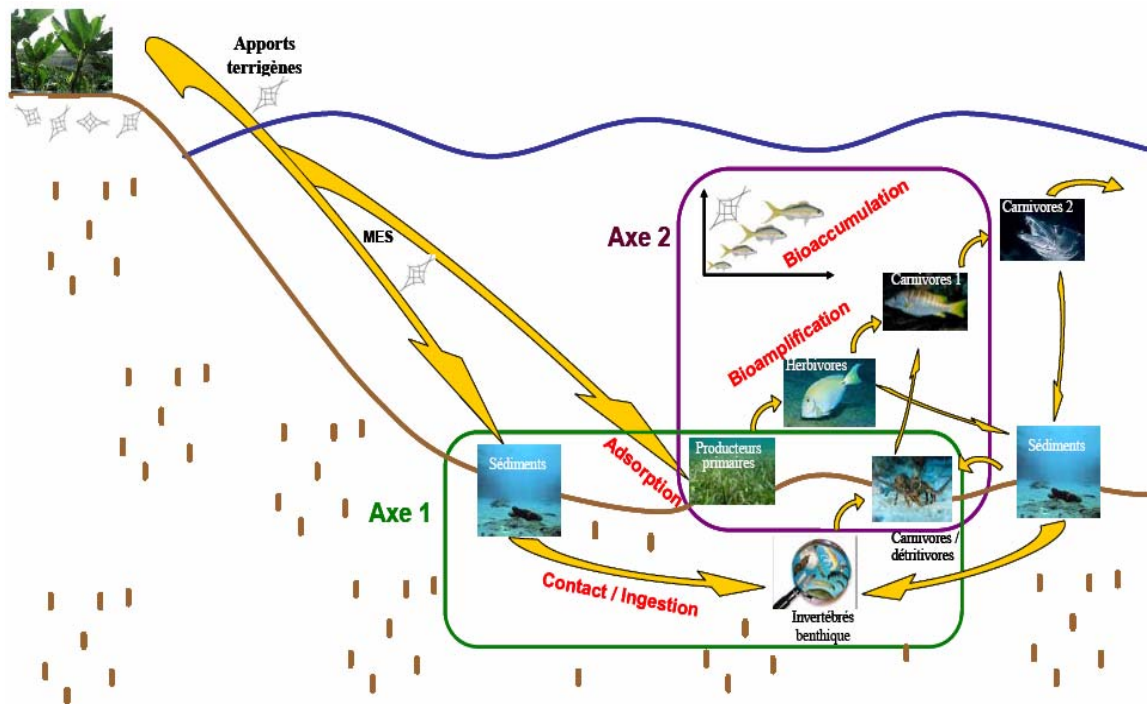 Apports
terrigènes
MES
Axe 2
Bioaccumulation
Carnivores 2
Carnivores 1
Bioamplification
Herbivores
Sédiments
Adsorption
Producteurs
primaires
Sédiments
Axe 1
Carnivores /
détritivores
Contact / Ingestion
Invertébrés
benthique